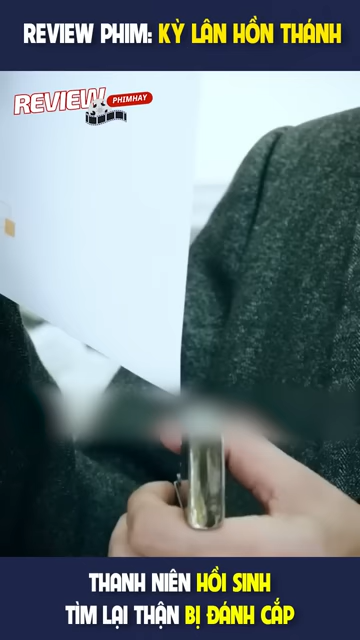 REVIEW PHIM: KỲ LÂN HỒN THÁNH
REVIEW
PHIMHAY
THANH NIÊN HỒI SINH
TÌM LẠI THẬN BỊ ĐÁNH CẮP